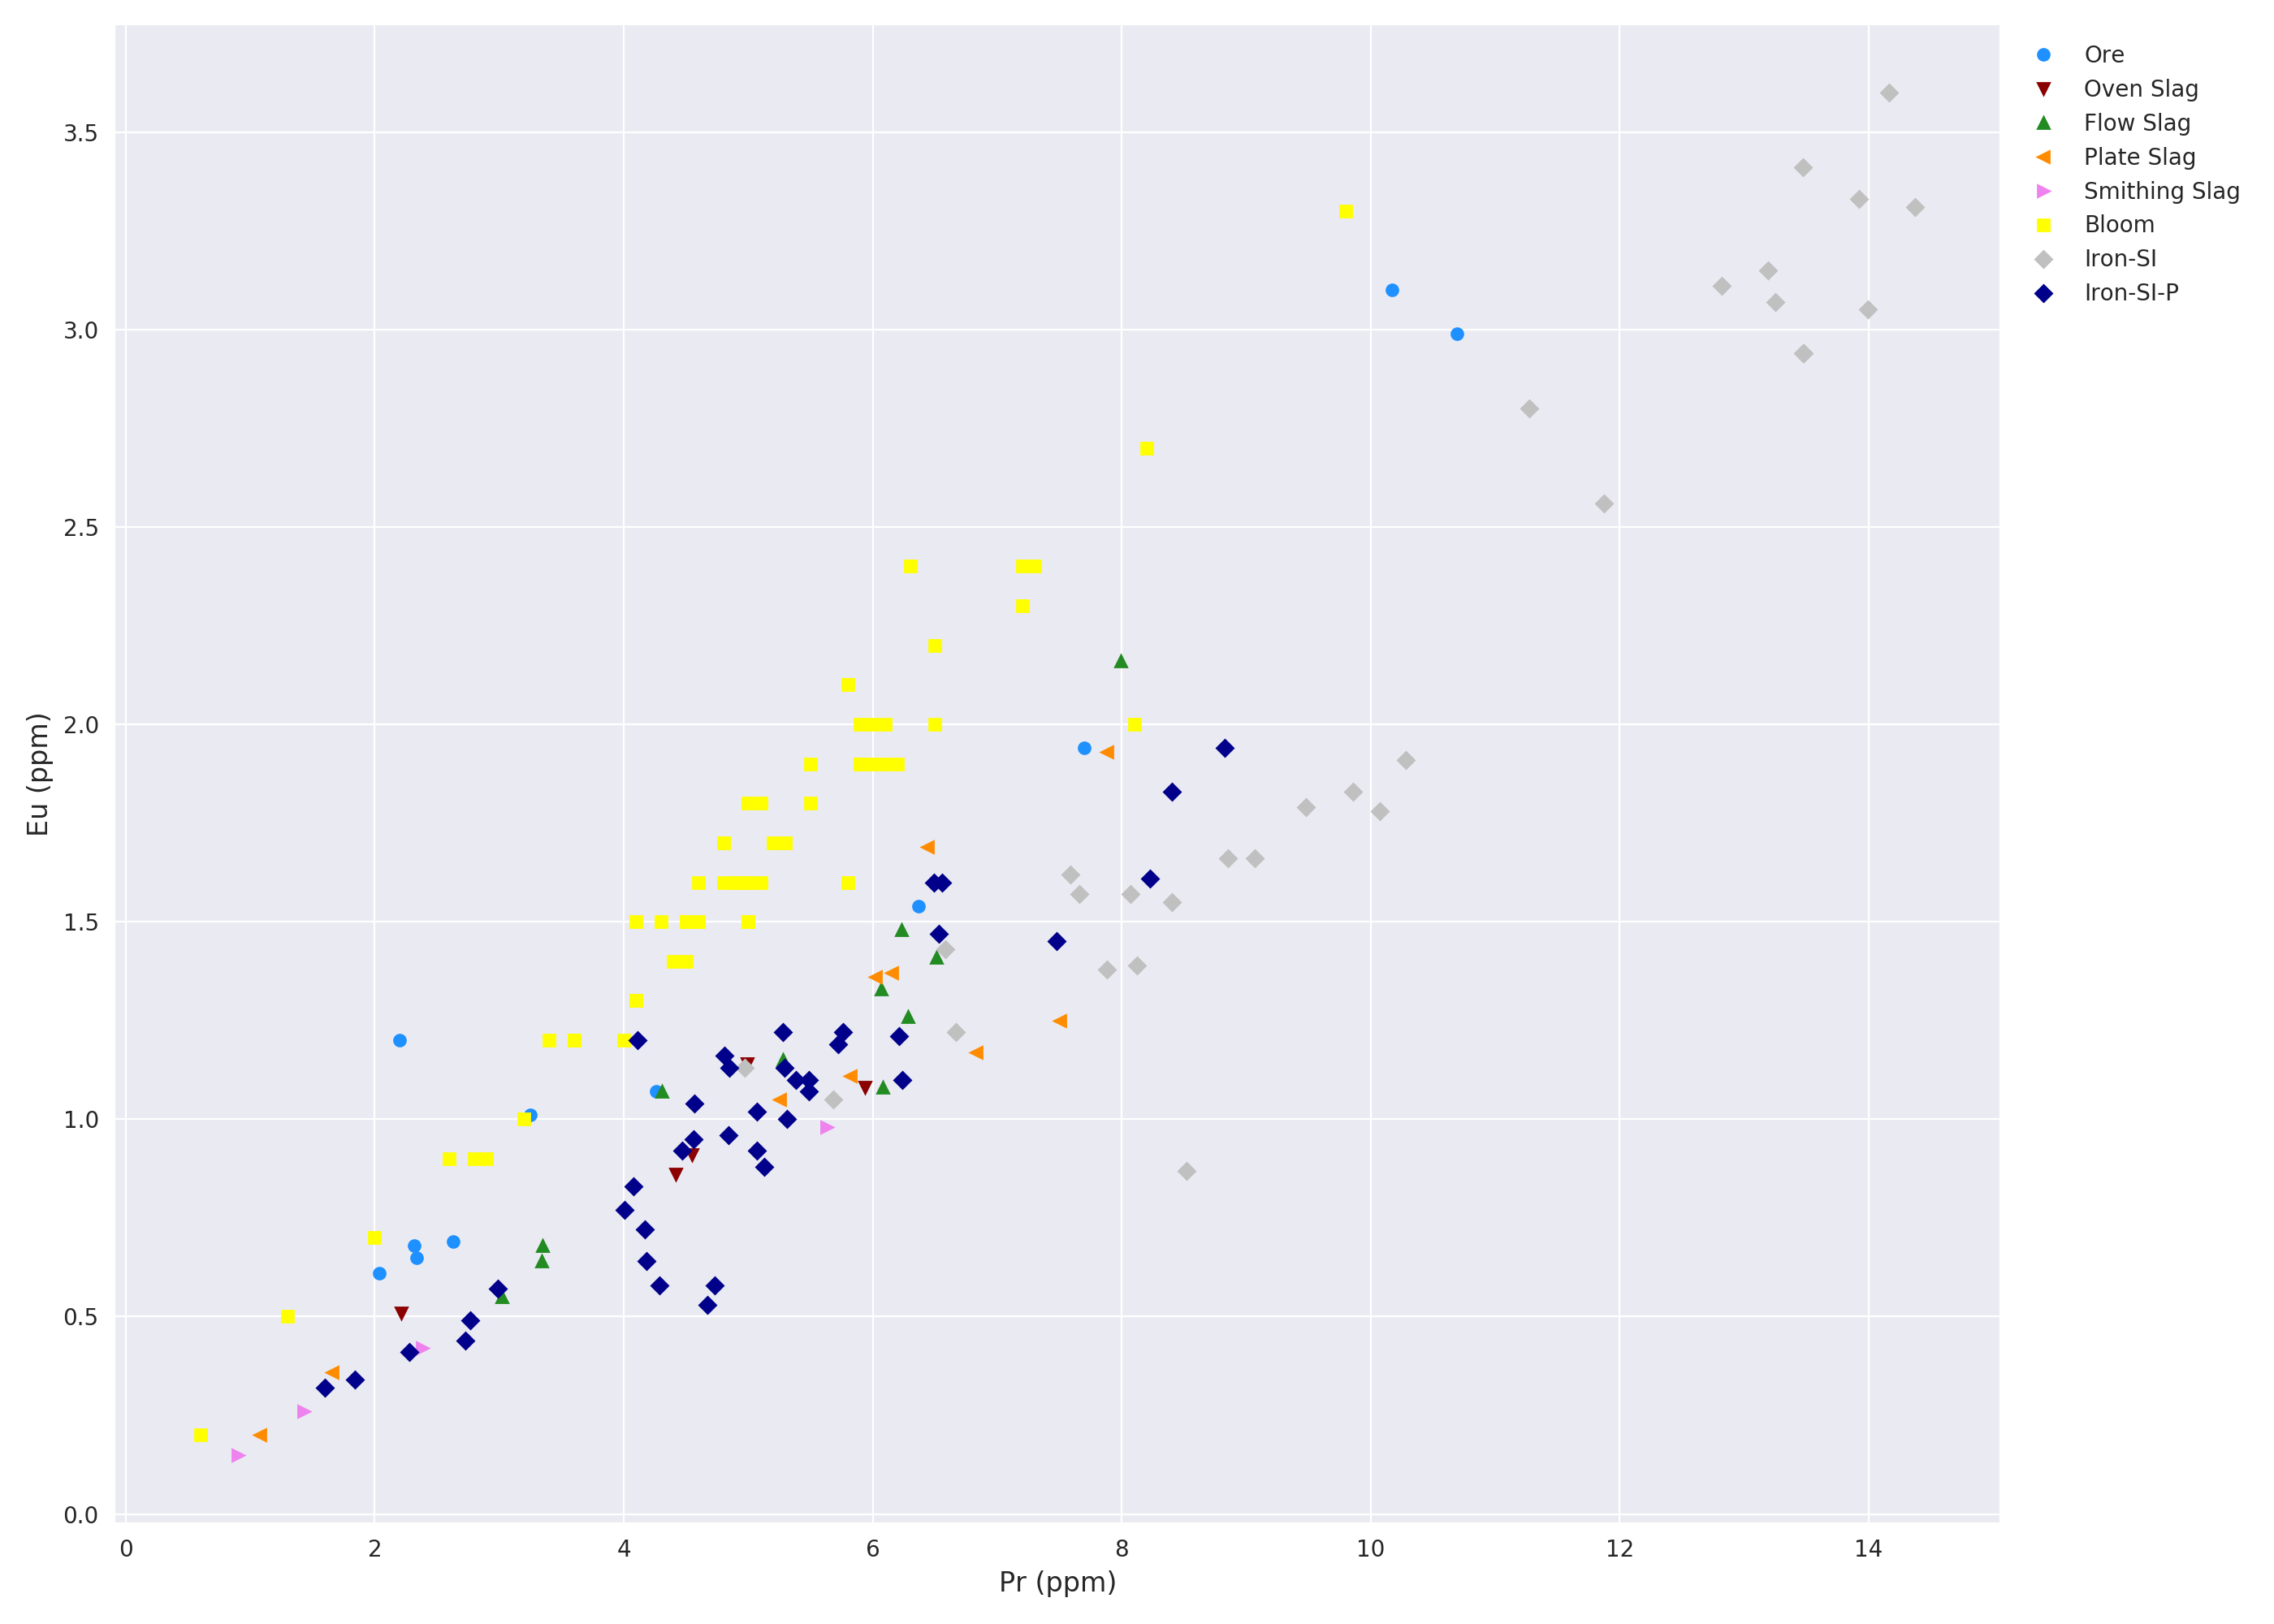 Ore
Oven Slag
Flow Slag
Plate Slag
Smithing Slag
Bloom
Iron-SI
Iron-SI-P
3.5
3.0
2.5
2.0
1.5
1.0
0.5
0.0
Eu (ppm)
0 2 4 6 8 10 12 14
Pr (ppm)